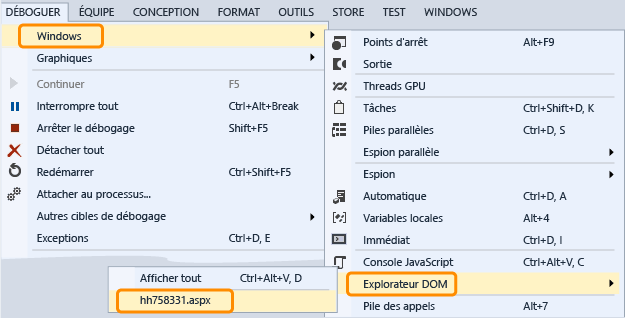 DÉBOGUER ÉQUIPE CONCEPTION FORMAT OUTILS STORE TEST WINDOWS
Windows
Graphiques
Continuer F5
Interrompre tout Ctrl+Alt+Break
Arrêter le débogage Shift+F5
Détacher tout
Redémarrer Ctrl+Shift+F5
Attacher au processus...
Autres cibles de débogage
Exceptions Ctrl+D, E
Points d'arrêt Alt+F9
Sortie
Threads GPU
Tâches Ctrl+Shift+D, K
Piles parallèles Ctrl+D, S
Espion parallèle
Espion
Automatique Ctrl+D, A
Variables locales Alt+4
Immédiat Ctrl+D, I
Console JavaScript Ctrl+Alt+V, C
Explorateur DOM
Pile des appels Alt+7
Afficher tout Ctrl+Alt+V, D
hh758331.aspx